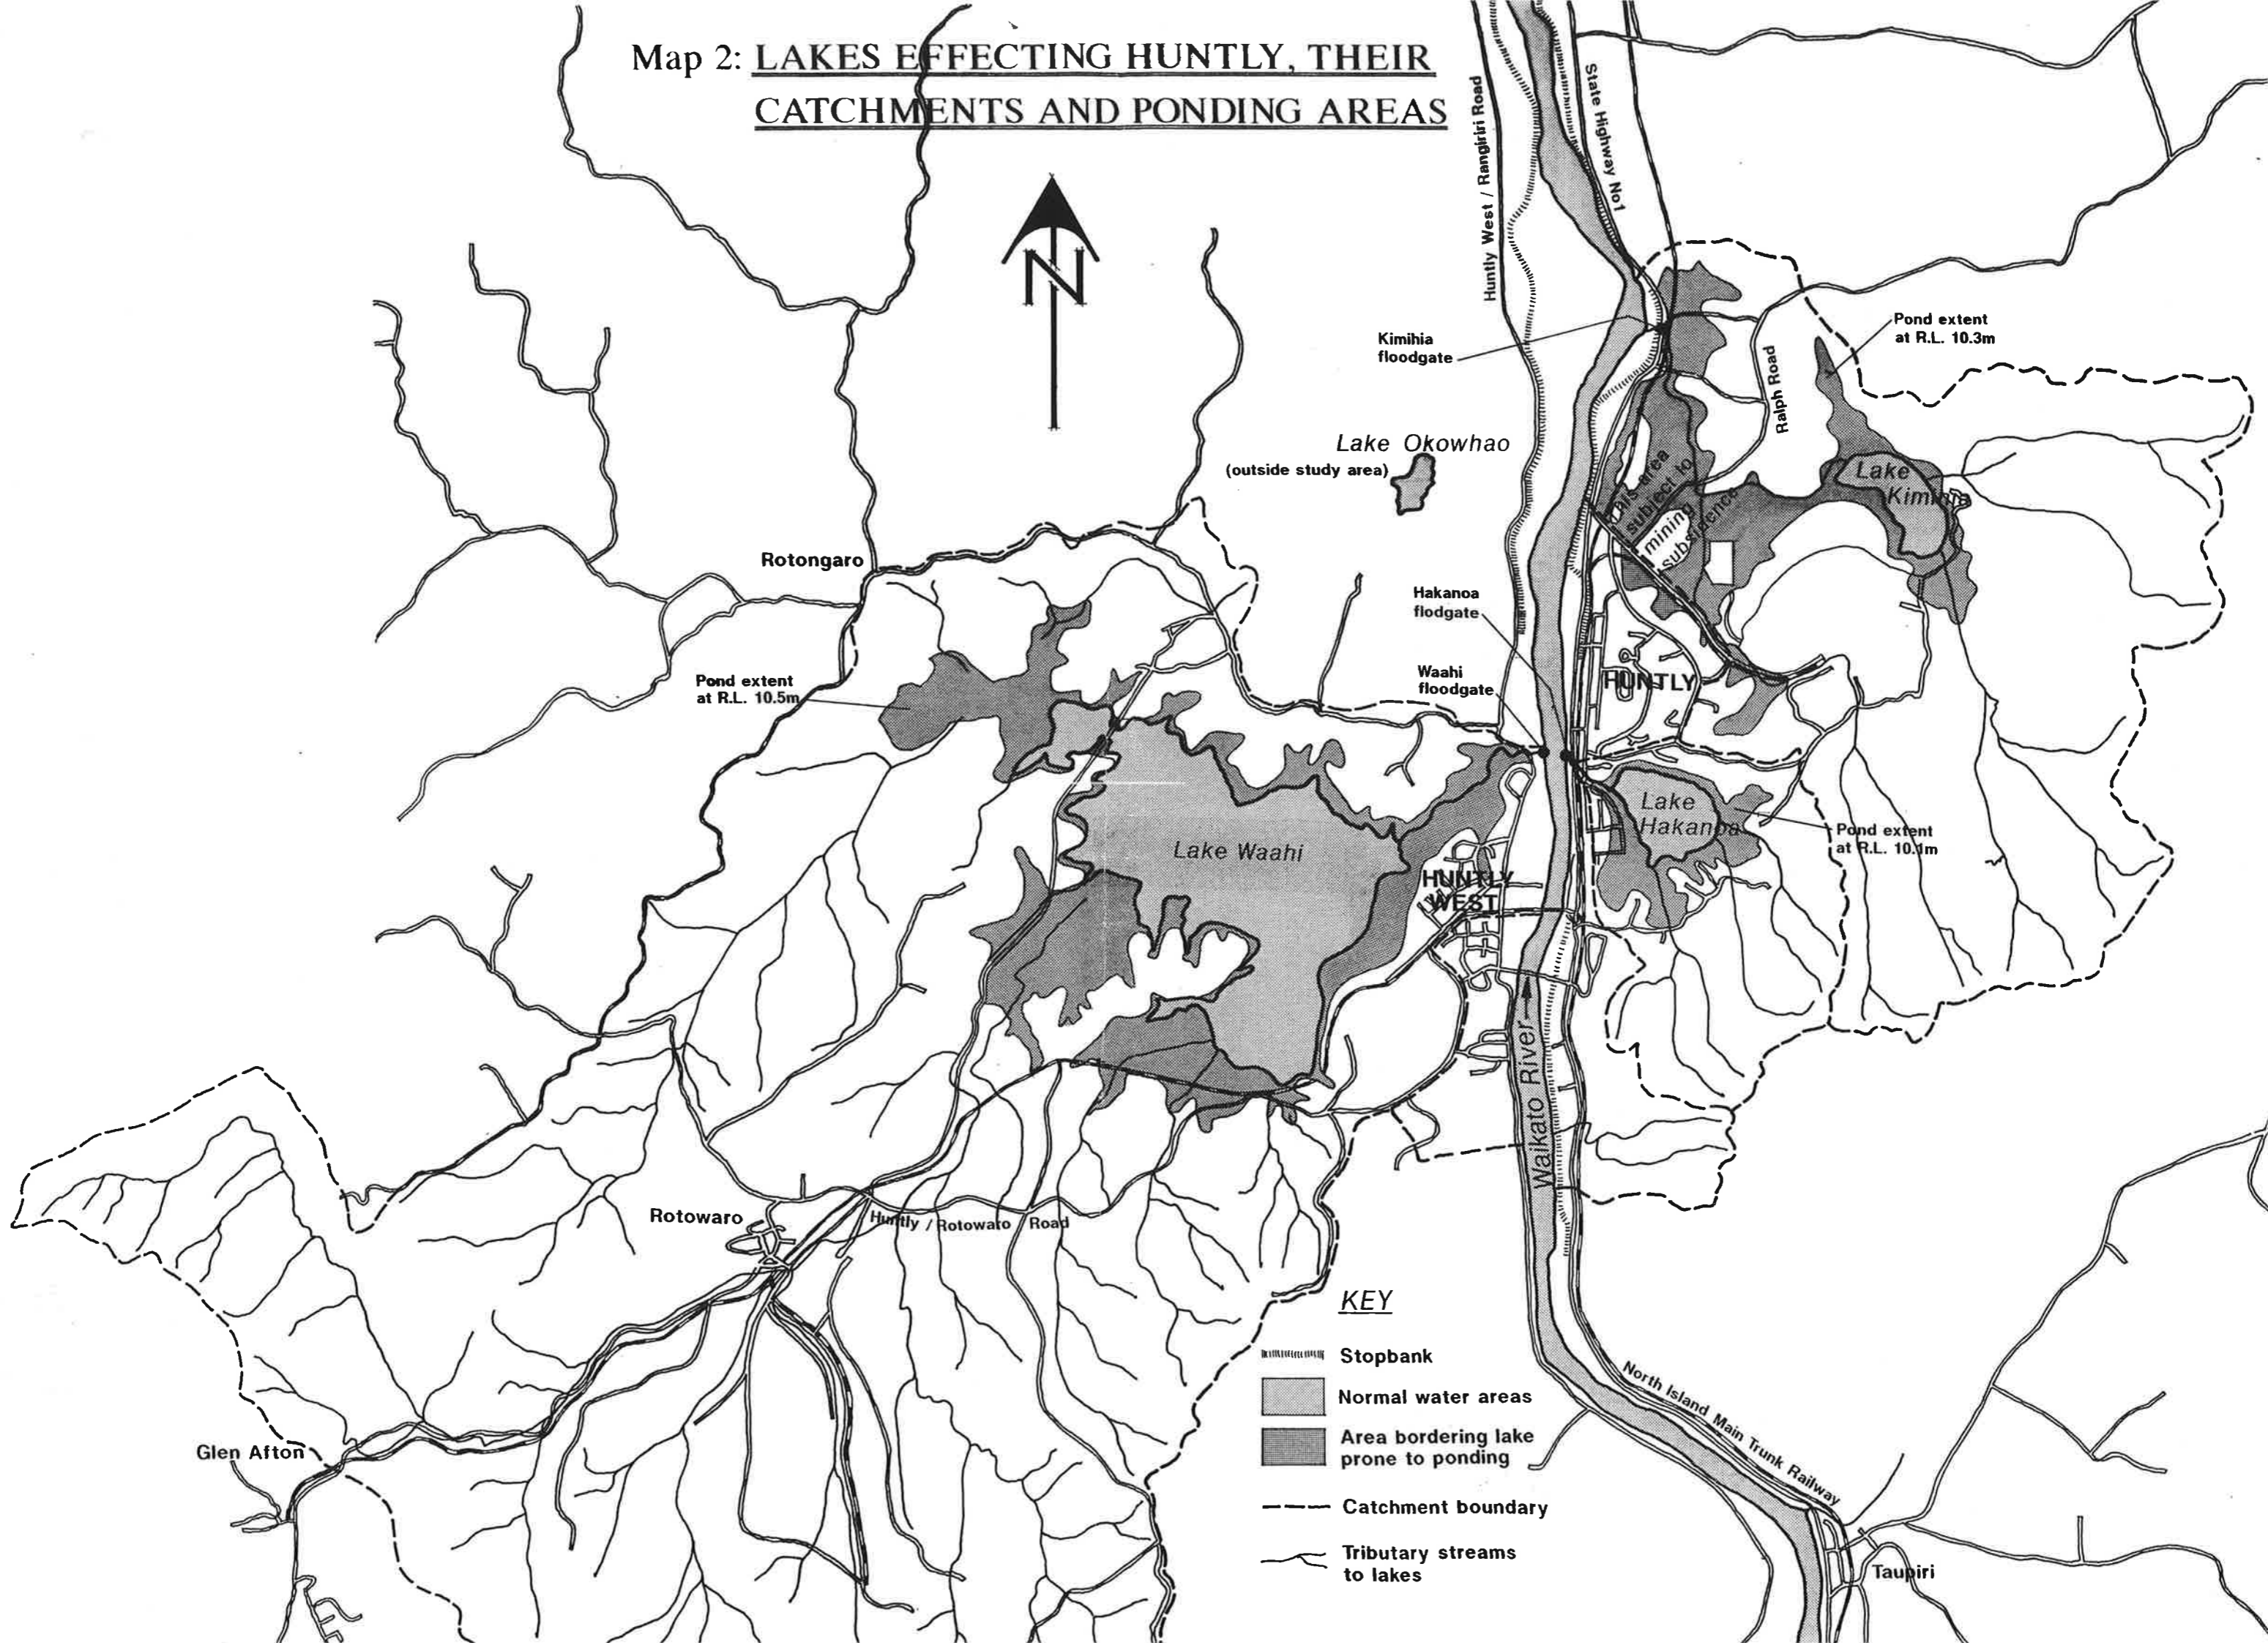 Map 2: LAKES EFFECTING HUNTLY, THEIR
CATCHMENTS AND PONDING AREAS
N
Huntly West / Rangiriri Road
State Highway No1
Kimihia
floodgate
Pond extent
at R.L. 10.3m
Ralph Road
Lake Okowhao
(outside study area)
Lake
Kimihia
This area
subject to
mining
subsidence
Rotongaro
Hakanoa
flodgate
Waahi
floodgate
HUNTLY
Pond extent
at R.L. 10.5m
Lake
Hakanoa
Pond extent
at R.L. 10.1m
Lake Waahi
HUNTLY
WEST
Waikato River
Rotowaro
Huntly / Rotowaro Road
KEY
Stopbank
Normal water areas
Area bordering lake
prone to ponding
Catchment boundary
Tributary streams
to lakes
North Island Main Trunk Railway
Glen Afton
Taupiri